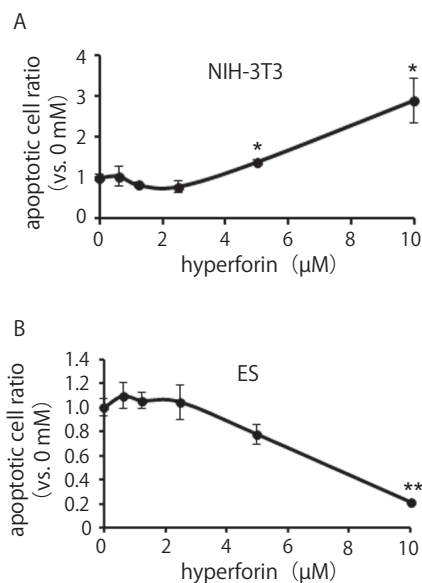 A
NIH-3T3
apoptotic cell ratio
(vs. 0 mM)
4
3
2
1
0
*
*
0 2 4 6 8 10
hyperforin (µM)
B
ES
apoptotic cell ratio
(vs. 0 mM)
1.4
1.2
1.0
0.8
0.6
0.4
0.2
0
**
0 2 4 6 8 10
hyperforin (µM)